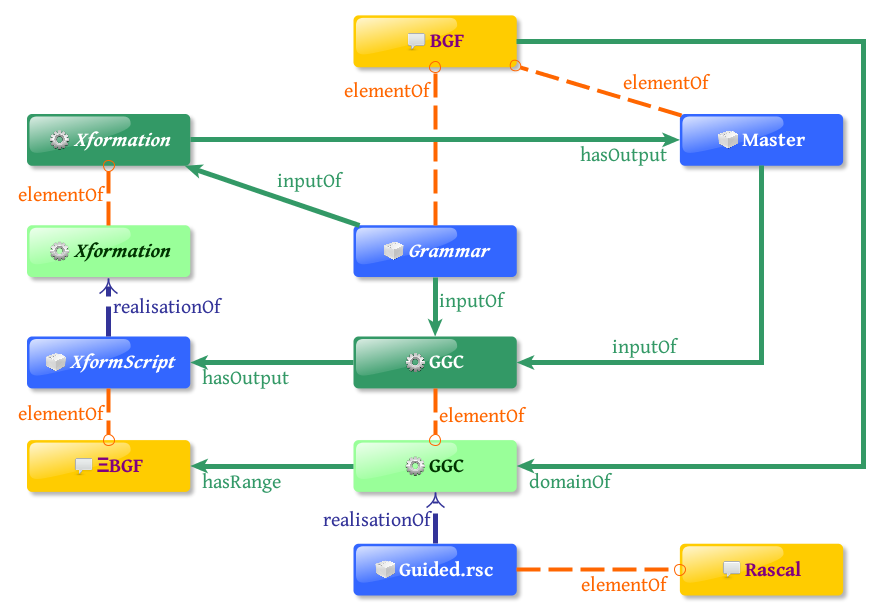 BGF
elementOf
elementOf
Xformation
hasOutput
Master
inputOf
elementOf
Xformation
Grammar
realisationOf
inputOf
inputOf
XformScript
hasOutput
GGC
elementOf
elementOf
ΞBGF
hasRange
GGC
domainOf
realisationOf
Guided.rsc
elementOf
Rascal